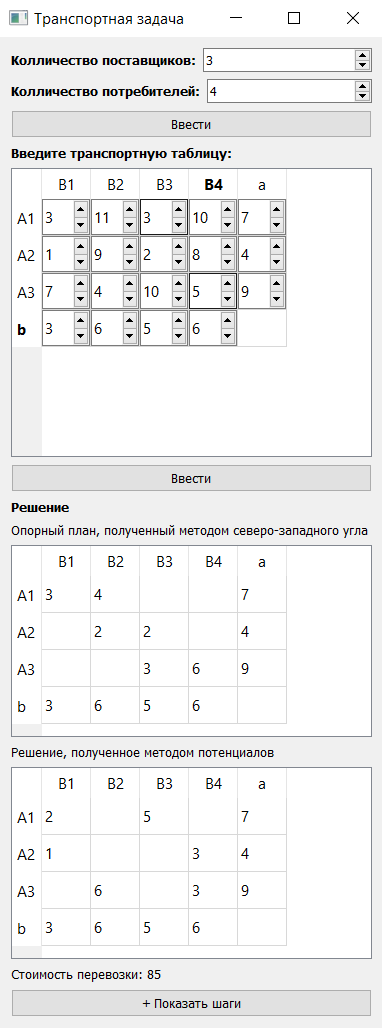 Транспортная задача
Колличество поставщиков: 3
Колличество потребителей: 4
Ввести
Введите транспортную таблицу:
B1 B2 B3 B4 a
A1 3 11 3 10 7
A2 1 9 2 8 4
A3 7 4 10 5 9
b 3 6 5 6
Ввести
Решение
Опорный план, полученный методом северо-западного угла
B1 B2 B3 B4 a
A1 3 4 7
A2 2 2 4
A3 3 6 9
b 3 6 5 6
Решение, полученное методом потенциалов
B1 B2 B3 B4 a
A1 2 5 7
A2 1 3 4
A3 6 3 9
b 3 6 5 6
Стоимость перевозки: 85
+ Показать шаги